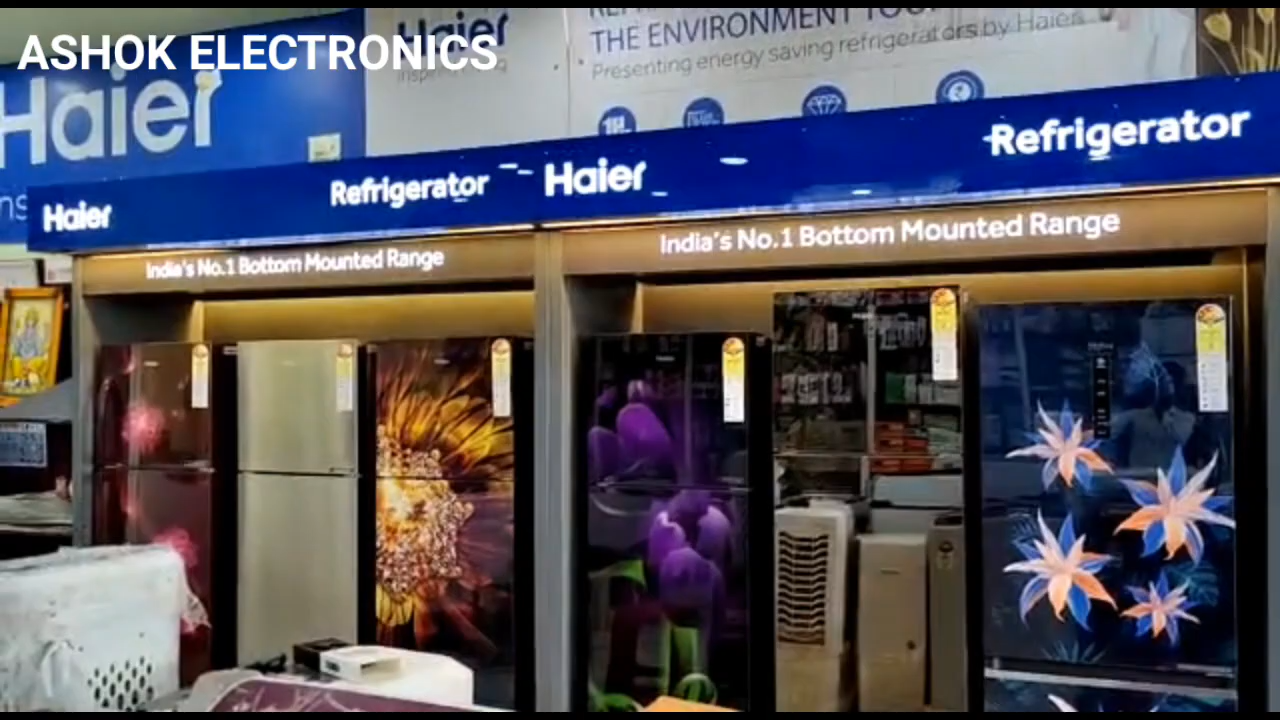 ASHOK ELECTRONICS
Haier
THE ENVIRONMENT TOO
Presenting energy saving refrigerators by Haier
Haier
Refrigerator
Haier
Refrigerator
Haier
India's No.1 Bottom Mounted Range
India's No.1 Bottom Mounted Range